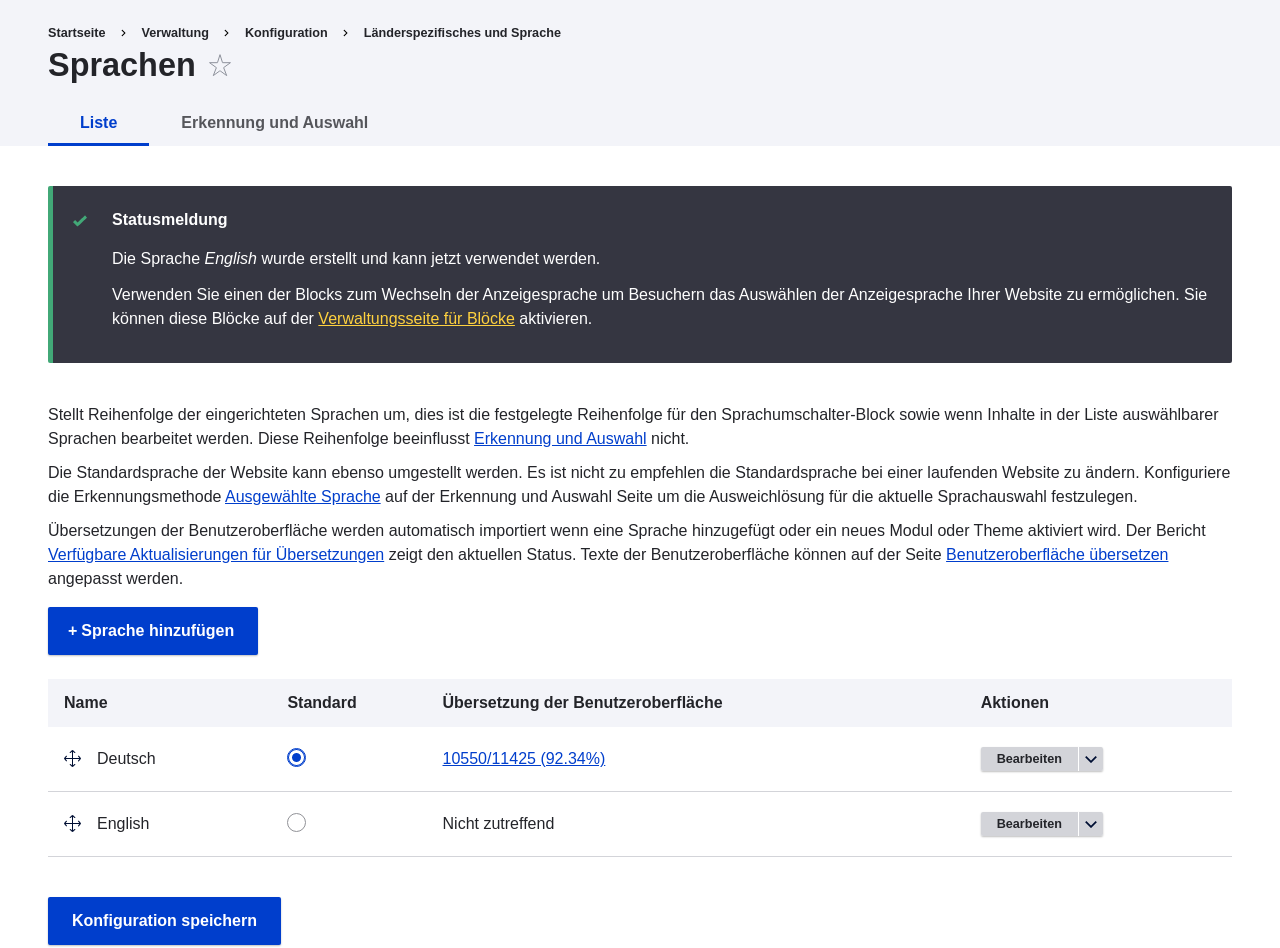 Startseite > Verwaltung > Konfiguration > Länderspezifisches und Sprache
Sprachen ☆
Liste Erkennung und Auswahl
Statusmeldung
Die Sprache English wurde erstellt und kann jetzt verwendet werden.
Verwenden Sie einen der Blocks zum Wechseln der Anzeigesprache um Besuchern das Auswählen der Anzeigesprache Ihrer Website zu ermöglichen. Sie
können diese Blöcke auf der Verwaltungsseite für Blöcke aktivieren.
Stellt Reihenfolge der eingerichteten Sprachen um, dies ist die festgelegte Reihenfolge für den Sprachumschalter-Block sowie wenn Inhalte in der Liste auswählbarer
Sprachen bearbeitet werden. Diese Reihenfolge beeinflusst Erkennung und Auswahl nicht.
Die Standardsprache der Website kann ebenso umgestellt werden. Es ist nicht zu empfehlen die Standardsprache bei einer laufenden Website zu ändern. Konfiguriere
die Erkennungsmethode Ausgewählte Sprache auf der Erkennung und Auswahl Seite um die Ausweichlösung für die aktuelle Sprachauswahl festzulegen.
Übersetzungen der Benutzeroberfläche werden automatisch importiert wenn eine Sprache hinzugefügt oder ein neues Modul oder Theme aktiviert wird. Der Bericht
Verfügbare Aktualisierungen für Übersetzungen zeigt den aktuellen Status. Texte der Benutzeroberfläche können auf der Seite Benutzeroberfläche übersetzen
angepasst werden.
+ Sprache hinzufügen
Name Standard Übersetzung der Benutzeroberfläche Aktionen
Deutsch 10550/11425 (92.34%) Bearbeiten
English Nicht zutreffend Bearbeiten
Konfiguration speichern